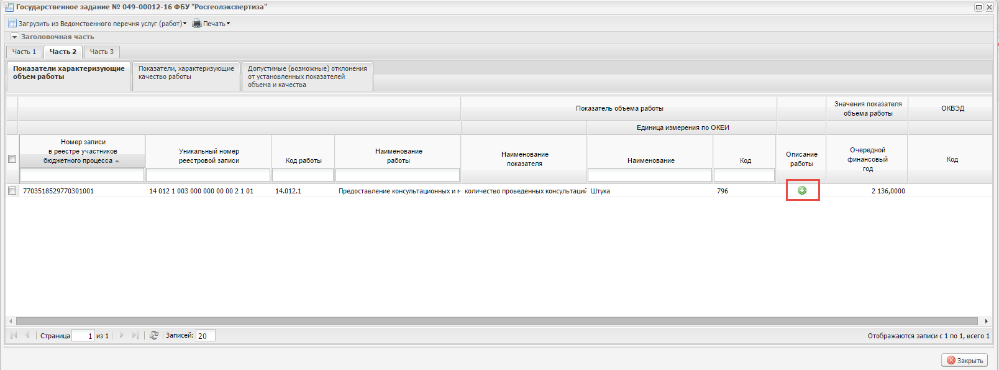 Государственное задание № 049-00012-16 ФБУ "Росгеолэкспертиза"
Загрузить из Ведомственного перечня услуг (работ) Печать
Заголовочная часть
Часть 1 Часть 2 Часть 3
Показатели характеризующие
объем работы
Показатели, характеризующие
качество работы
Допустимые (возможные) отклонения
от установленных показателей
объема и качества
Показатель объема работы
Значения показателя
объема работы
ОКВЭД
Единица измерения по ОКЕИ
Номер записи
в реестре участников
бюджетного процесса
Уникальный номер
реестровой записи
Код работы
Наименование
работы
Наименование
показателя
Наименование
Код
Описание
работы
Очередной
финансовый
год
Код
7703518529770301001 14 012 1 003 000 000 00 00 2 1 01 14.012.1 Предоставление консультационных и м количество проведенных консультаций Штука 796 2 136,0000
Страница 1 из 1 Записей: 20 Отображаются записи с 1 по 1, всего 1
Закрыть